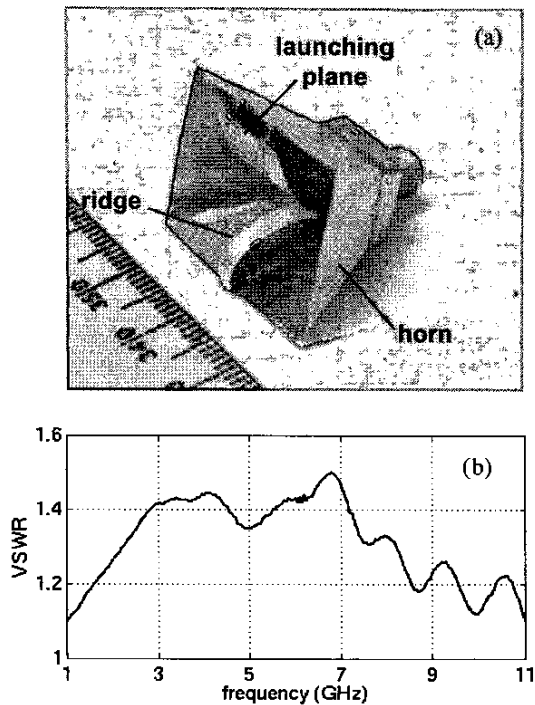 launching
plane
(a)
ridge
horn
(b)
VSWR
1.6
1.4
1.2
1
1 3 5 7 9 11
frequency (GHz)